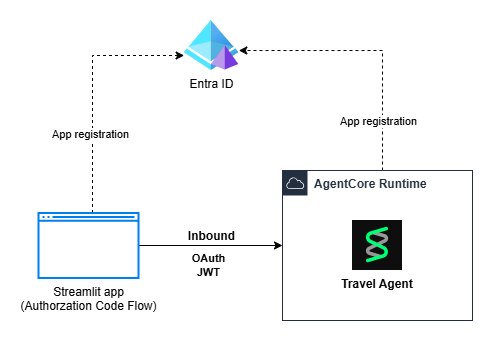 Entra ID
App registration
App registration
AgentCore Runtime
Inbound
OAuth
JWT
Travel Agent
Streamlit app
(Authorzation Code Flow)